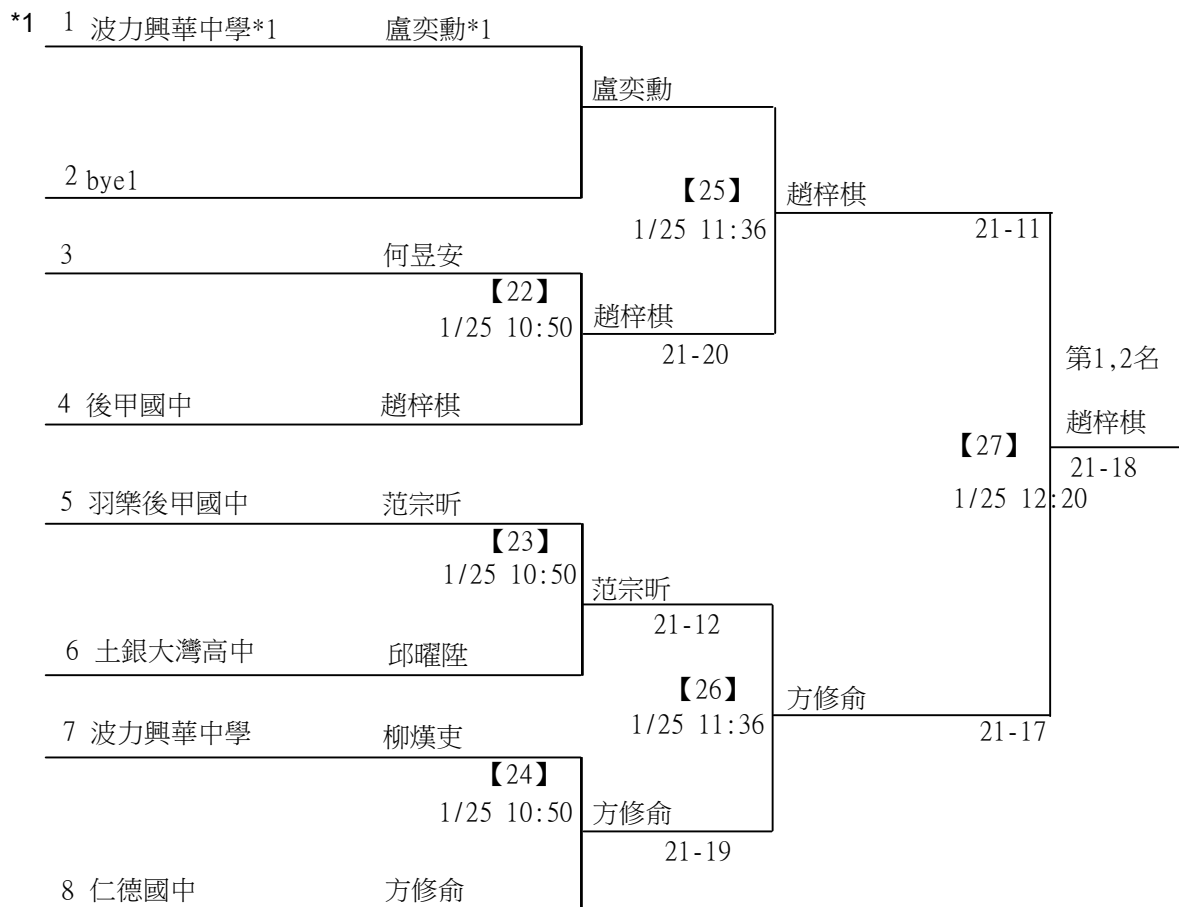 *1 1 波力興華中學*1 盧奕勳*1
盧奕勳
2 bye1
【25】
1/25 11:36
趙梓棋
21-11
3 何昱安
【22】
1/25 10:50
趙梓棋
21-20
第1,2名
4 後甲國中 趙梓棋
趙梓棋
【27】
21-18
1/25 12:20
5 羽樂後甲國中 范宗昕
【23】
1/25 10:50
范宗昕
21-12
6 土銀大灣高中 邱曜陞
【26】
1/25 11:36
方修俞
21-17
7 波力興華中學 柳熯吏
【24】
1/25 10:50
方修俞
21-19
8 仁德國中 方修俞